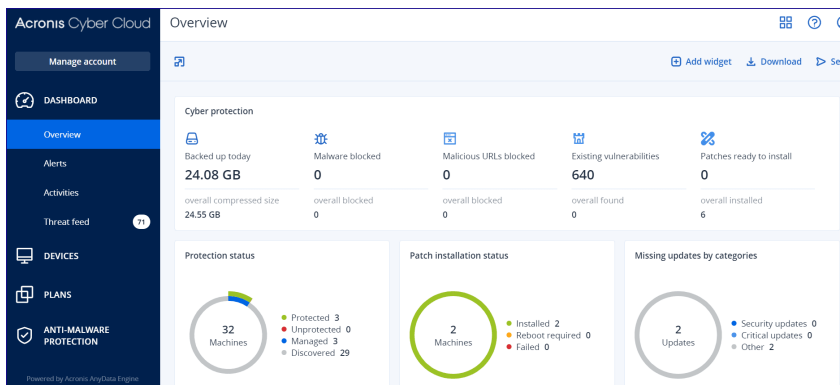 Acronis Cyber Cloud
Manage account
DASHBOARD
Overview
Alerts
Activities
Threat feed 71
DEVICES
PLANS
ANTI-MALWARE
PROTECTION
Powered by Acronis AnyData Engine
Overview
Add widget Download Se
Cyber protection
Backed up today
24.08 GB
overall compressed size
24.55 GB
Malware blocked
0
overall blocked
0
Malicious URLs blocked
0
overall blocked
0
Existing vulnerabilities
640
overall found
0
Patches ready to install
0
overall installed
6
Protection status
32
Machines
Protected 3
Unprotected 0
Managed 3
Discovered 29
Patch installation status
2
Machines
Installed 2
Reboot required 0
Failed 0
Missing updates by categories
2
Updates
Security updates 0
Critical updates 0
Other 2